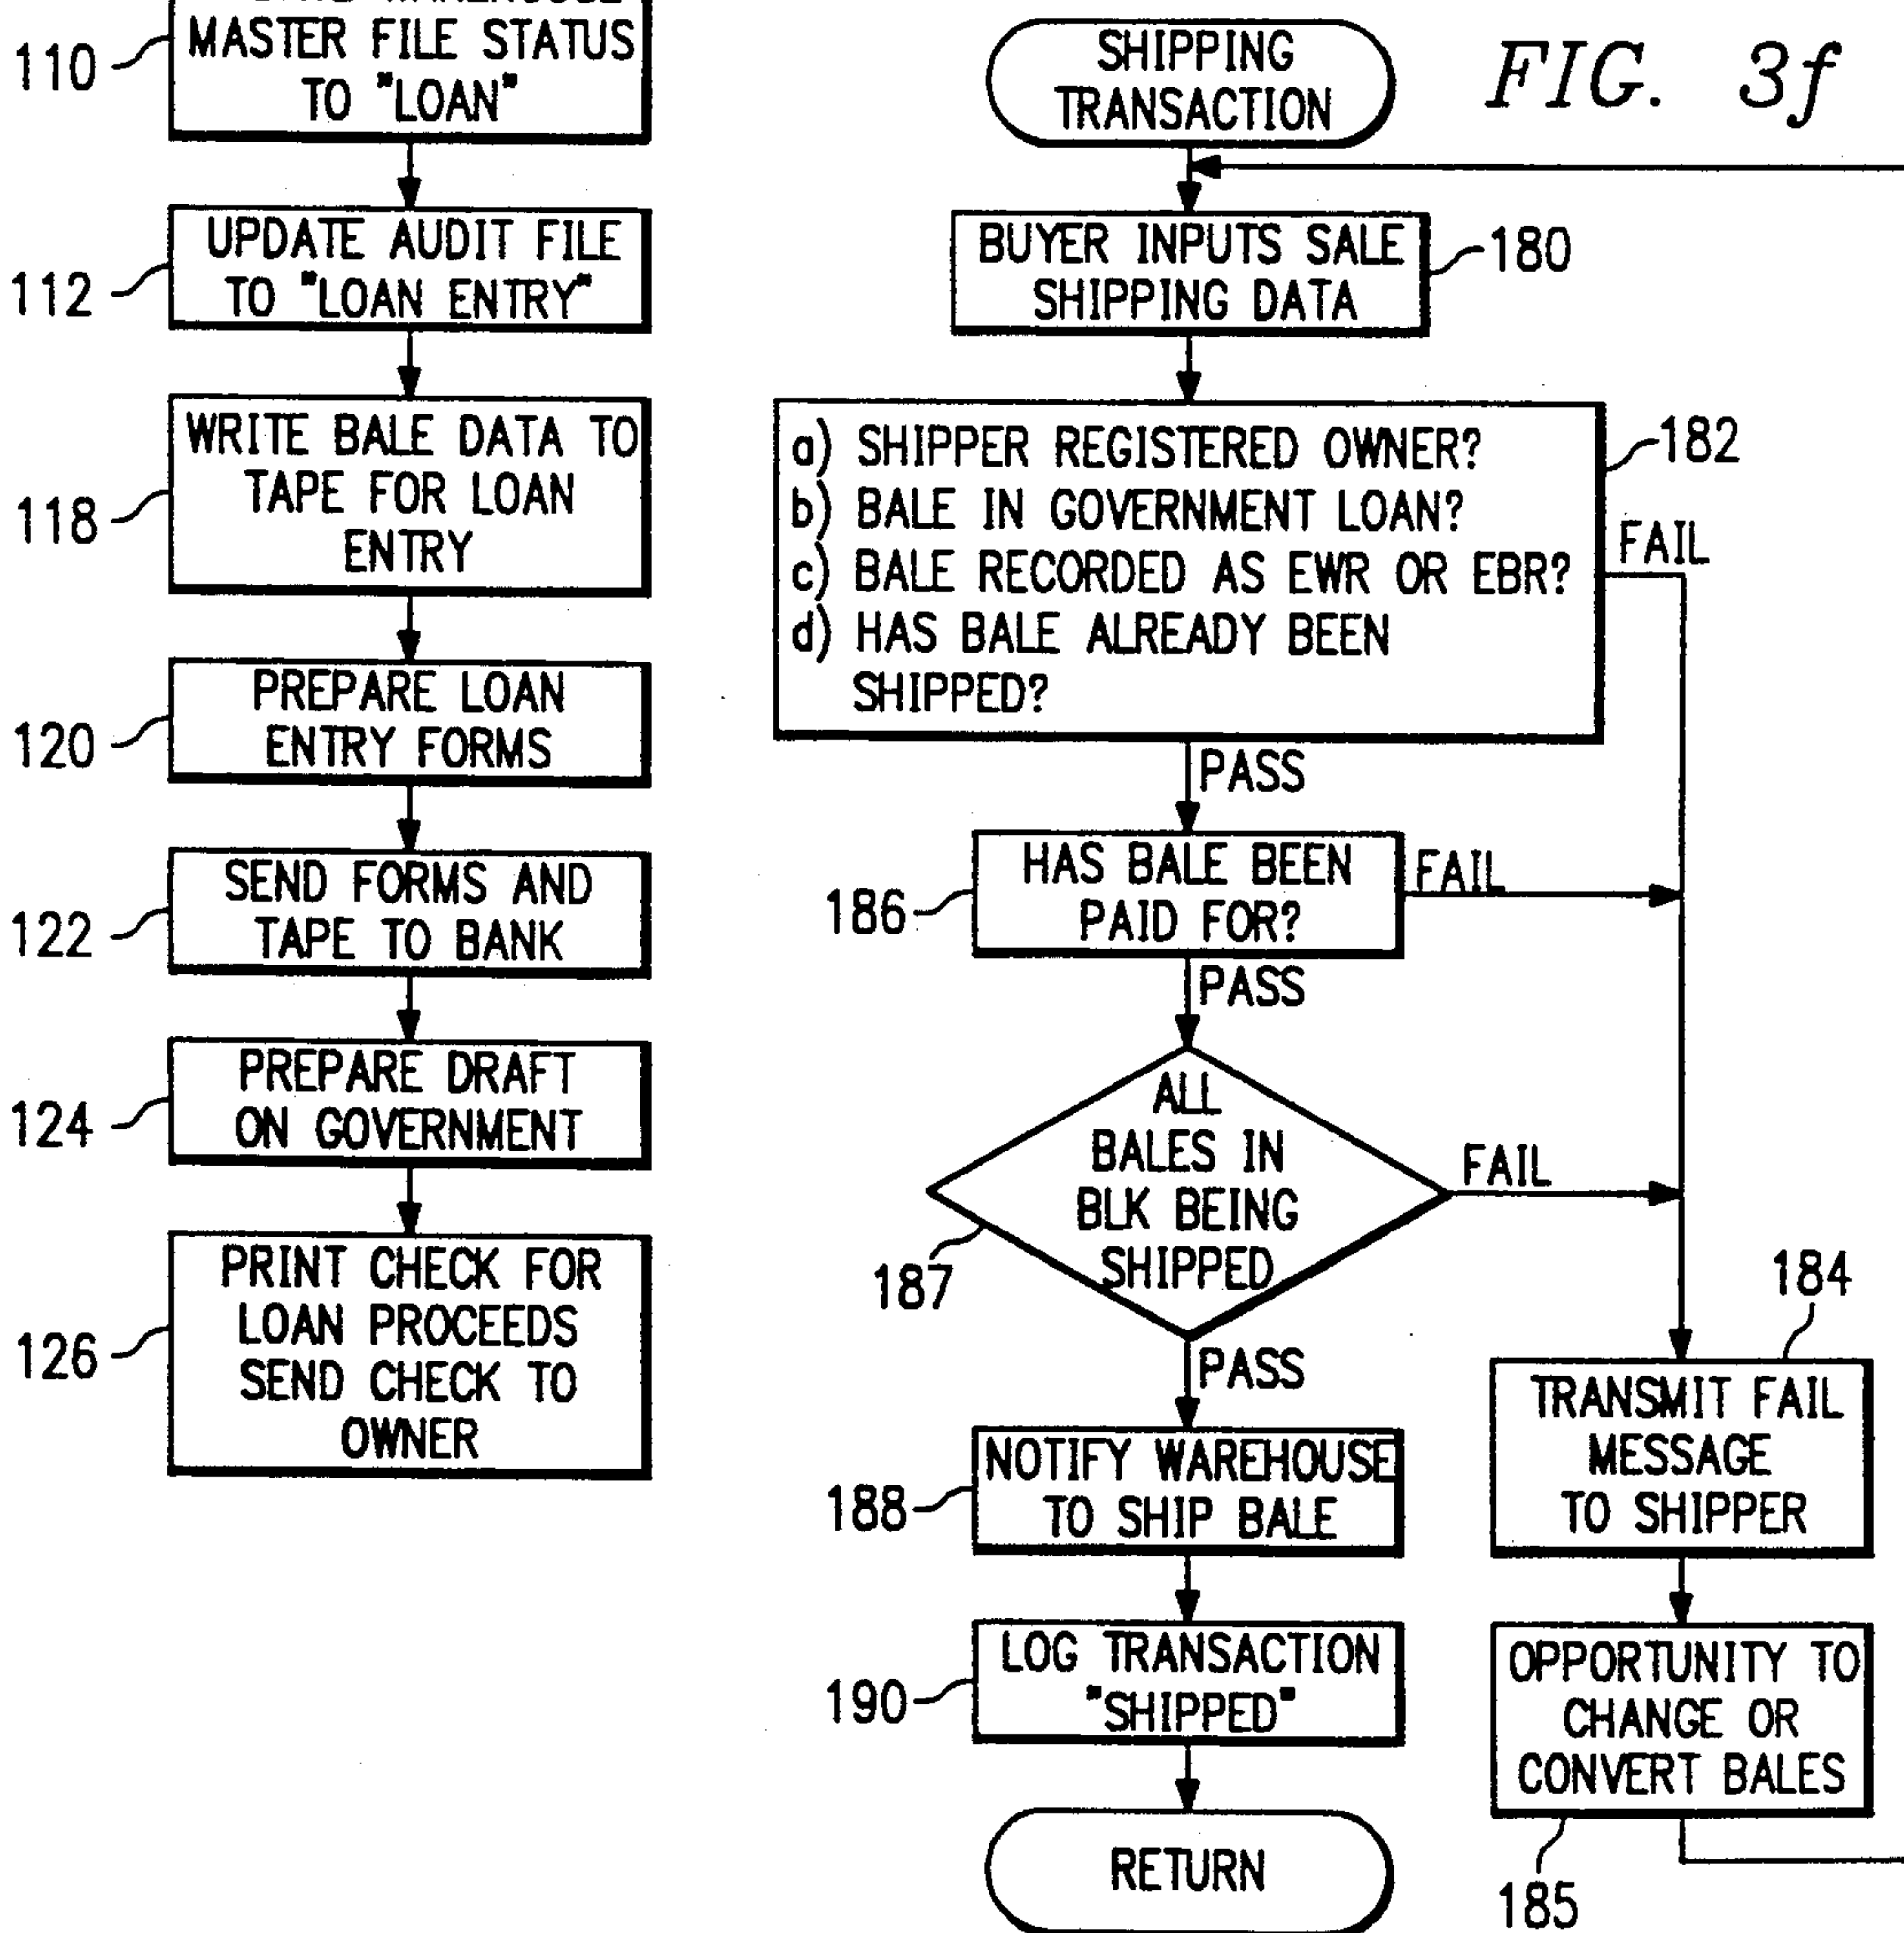 MASTER FILE STATUS
TO "LOAN"
110
UPDATE AUDIT FILE
TO "LOAN ENTRY"
112
WRITE BALE DATA TO
TAPE FOR LOAN
ENTRY
118
PREPARE LOAN
ENTRY FORMS
120
SEND FORMS AND
TAPE TO BANK
122
PREPARE DRAFT
ON GOVERNMENT
124
PRINT CHECK FOR
LOAN PROCEEDS
SEND CHECK TO
OWNER
126
FIG. 3f
SHIPPING
TRANSACTION
BUYER INPUTS SALE
SHIPPING DATA
180
a) SHIPPER REGISTERED OWNER?
b) BALE IN GOVERNMENT LOAN?
c) BALE RECORDED AS EWR OR EBR?
d) HAS BALE ALREADY BEEN
SHIPPED?
182
FAIL
PASS
HAS BALE BEEN
PAID FOR?
186
FAIL
PASS
ALL
BALES IN
BLK BEING
SHIPPED
187
FAIL
PASS
NOTIFY WAREHOUSE
TO SHIP BALE
188
LOG TRANSACTION
"SHIPPED"
190
RETURN
184
TRANSMIT FAIL
MESSAGE
TO SHIPPER
OPPORTUNITY TO
CHANGE OR
CONVERT BALES
185